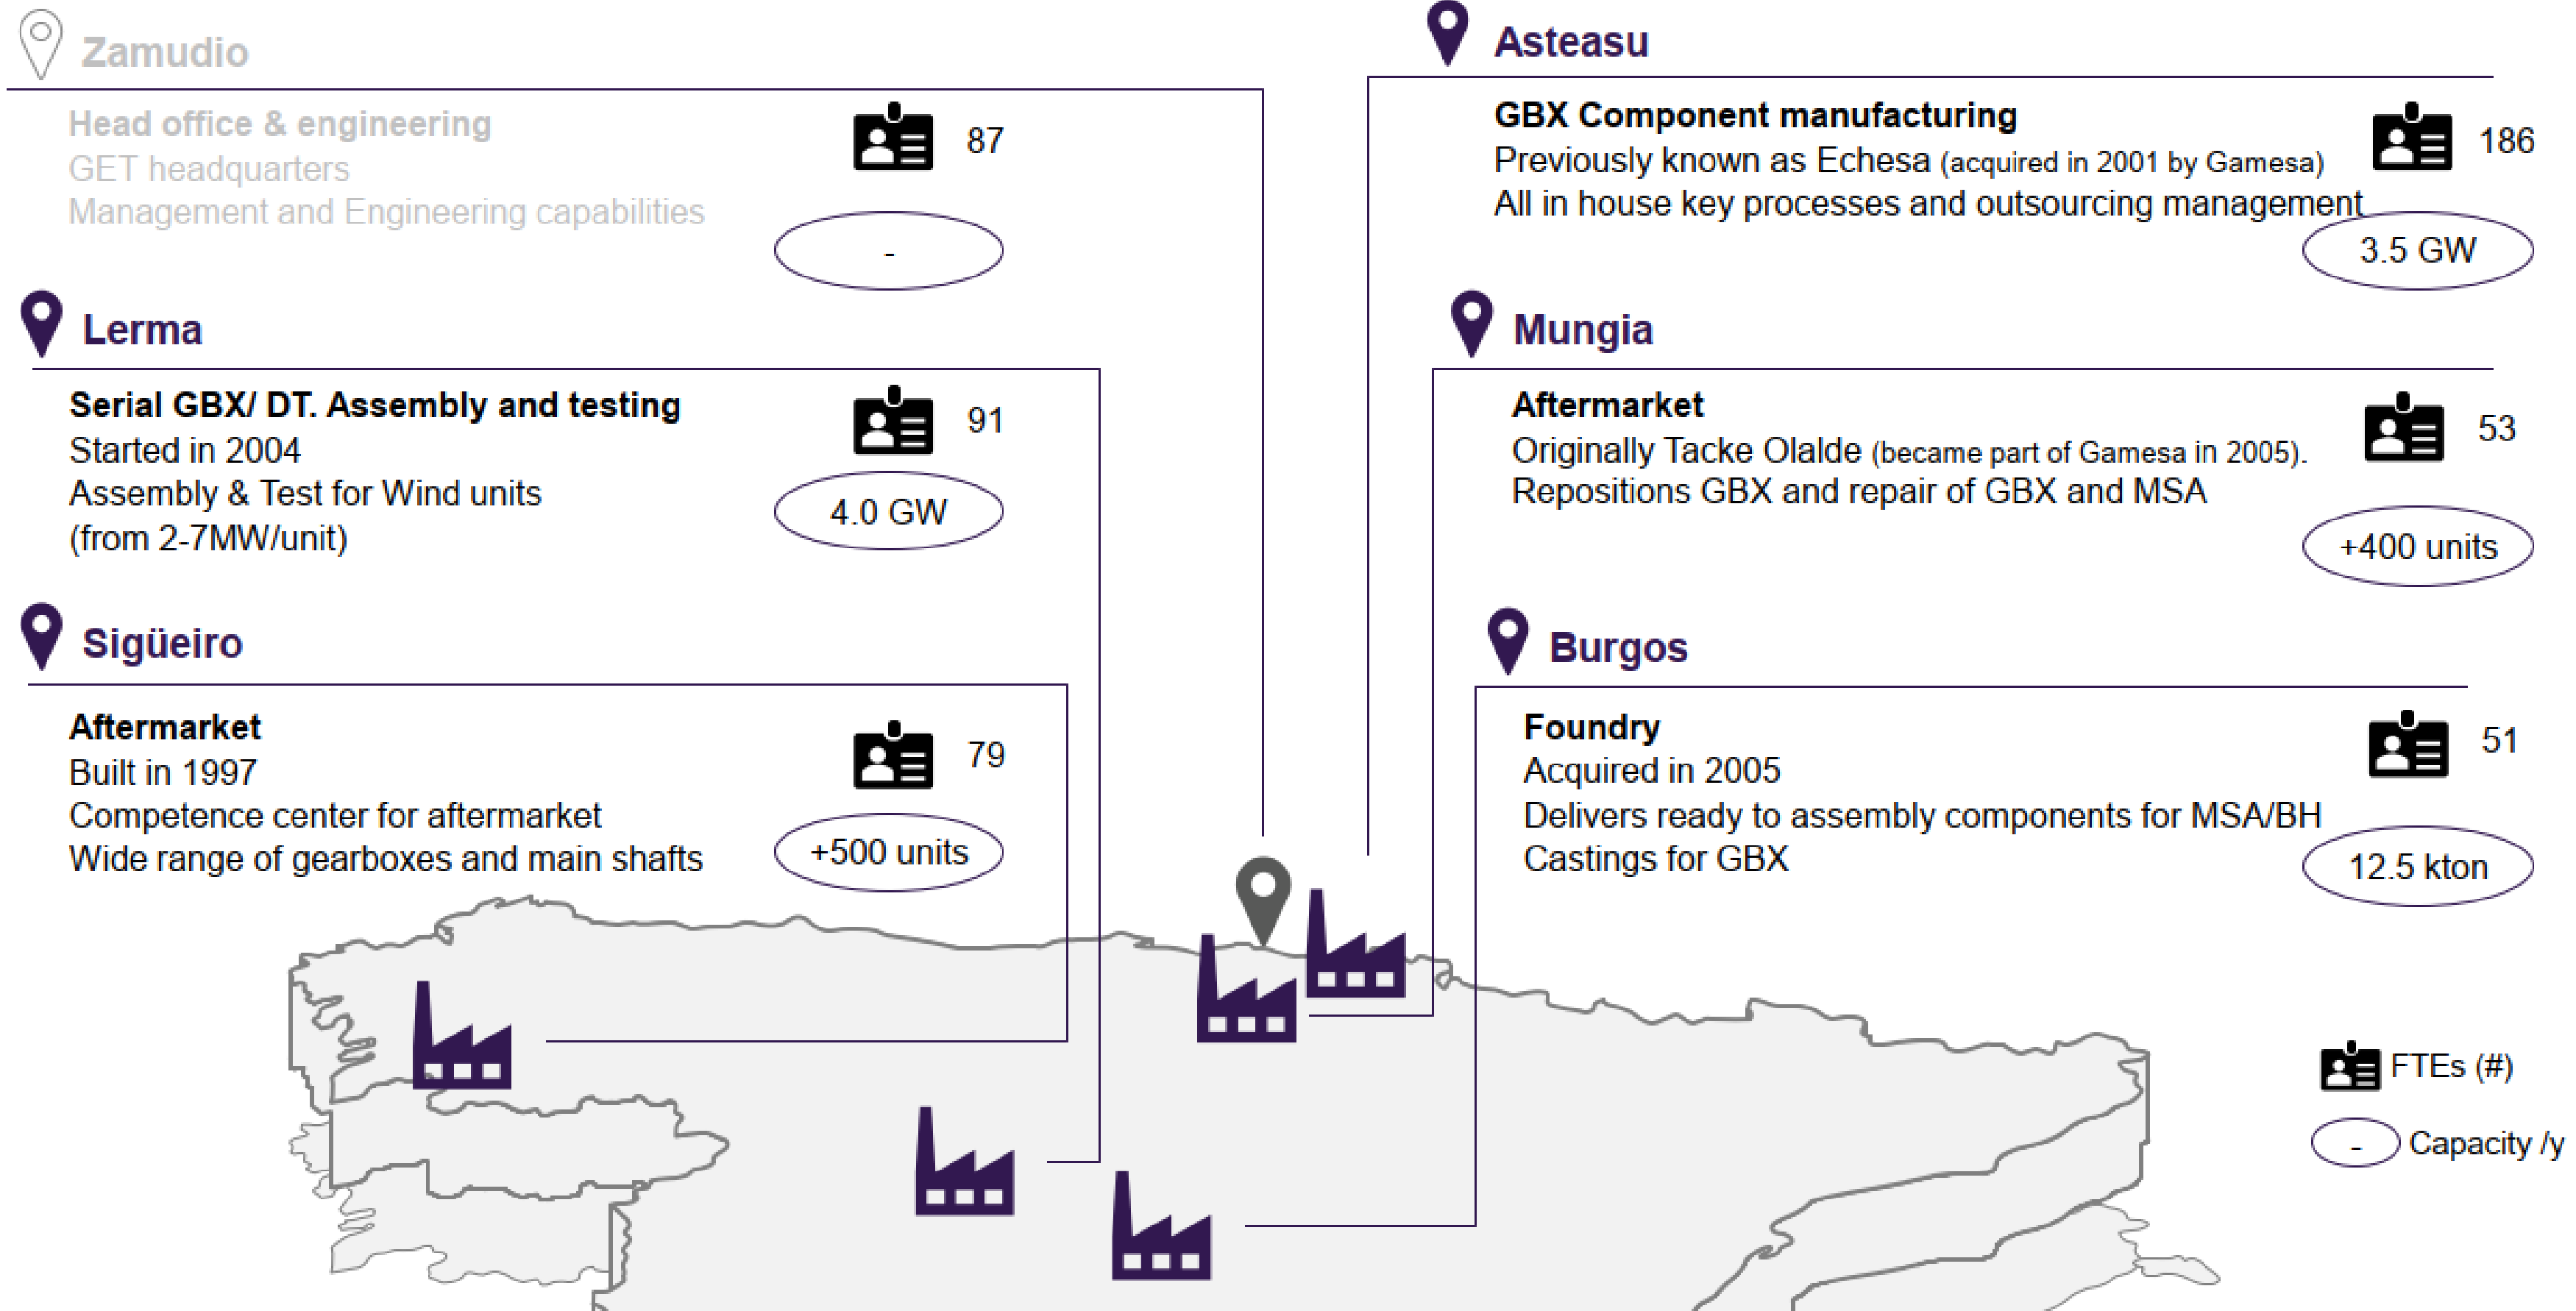 Zamudio
Head office & engineering
GET headquarters
Management and Engineering capabilities
87
-
Lerma
Serial GBX/ DT. Assembly and testing
Started in 2004
Assembly & Test for Wind units
(from 2-7MW/unit)
91
4.0 GW
Sigüeiro
Aftermarket
Built in 1997
Competence center for aftermarket
Wide range of gearboxes and main shafts
79
+500 units
Asteasu
GBX Component manufacturing
Previously known as Echesa (acquired in 2001 by Gamesa)
All in house key processes and outsourcing management
186
3.5 GW
Mungia
Aftermarket
Originally Tacke Olalde (became part of Gamesa in 2005).
Repositions GBX and repair of GBX and MSA
53
+400 units
Burgos
Foundry
Acquired in 2005
Delivers ready to assembly components for MSA/BH
Castings for GBX
51
12.5 kton
FTEs (#)
- Capacity /y